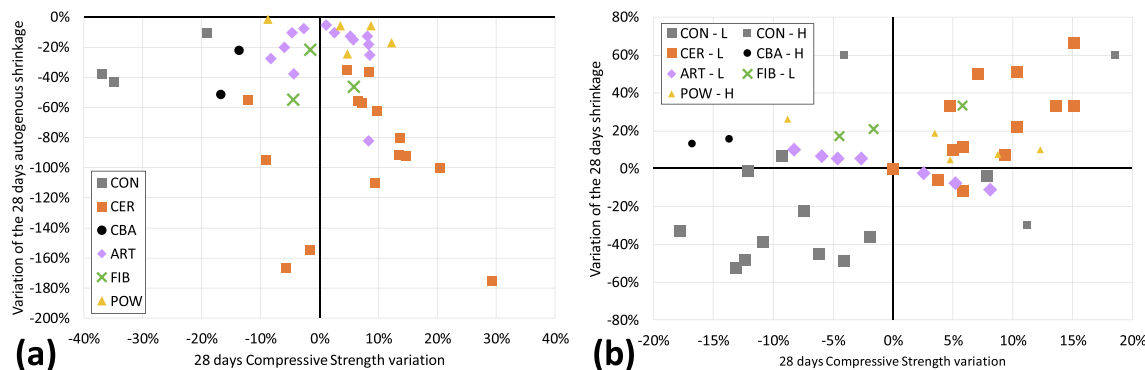 0%
-20%
-40%
-60%
-80%
-100%
-120%
-140%
-160%
-180%
-200%
-40%
-30%
-20%
-10%
0%
10%
20%
30%
40%
Variation of the 28 days autogenous shrinkage
28 days Compressive Strength variation
CON
CER
CBA
ART
FIB
POW
(a)
80%
60%
40%
20%
0%
-20%
-40%
-60%
-80%
-20%
-15%
-10%
-5%
0%
5%
10%
15%
20%
Variation of the 28 days shrinkage
28 days Compressive Strength variation
CON - L
CON - H
CER - L
CBA - H
ART - L
FIB - L
POW - H
(b)